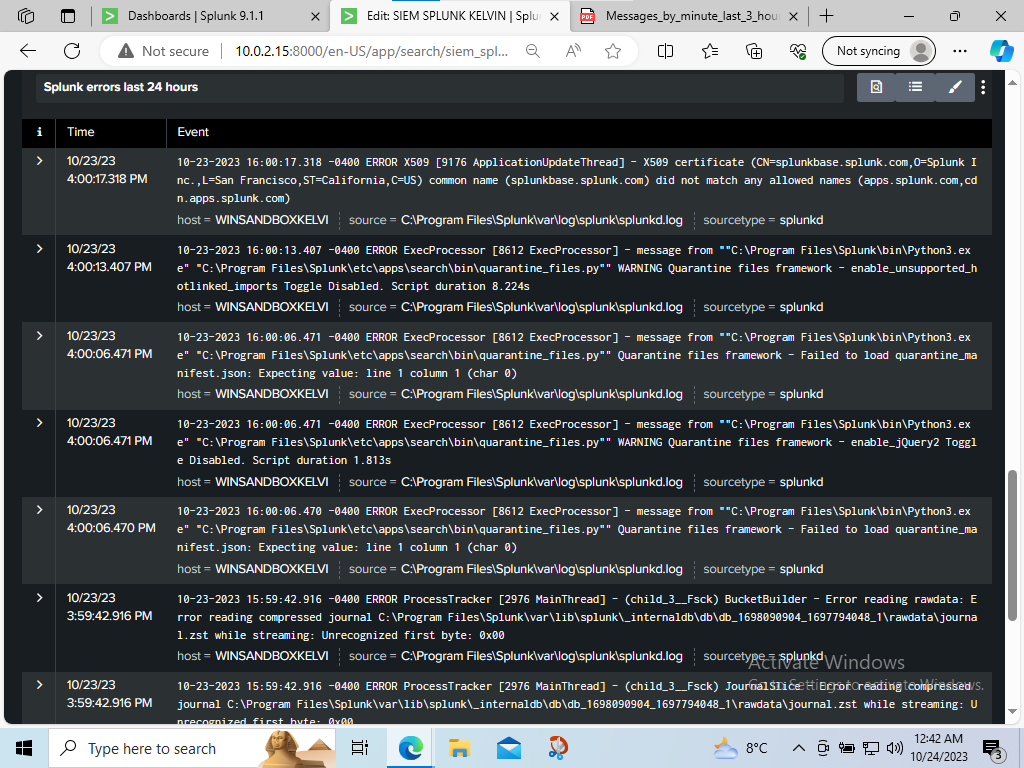 Dashboards | Splunk 9.1.1
Edit: SIEM SPLUNK KELVIN | Splu
Messages_by_minute_last_3_hou
Not secure
10.0.2.15:8000/en-US/app/search/siem_spl...
Not syncing
Splunk errors last 24 hours
i Time Event
10/23/23
4:00:17.318 PM
10-23-2023 16:00:17.318 -0400 ERROR X509 [9176 ApplicationUpdateThread] - X509 certificate (CN=splunkbase.splunk.com,O=Splunk I
nc.,L=San Francisco,ST=California,C=US) common name (splunkbase.splunk.com) did not match any allowed names (apps.splunk.com,cd
n.apps.splunk.com)
host = WINSANDBOXKELVI source = C:\Program Files\Splunk\var\log\splunk\splunkd.log sourcetype = splunkd
10/23/23
4:00:13.407 PM
10-23-2023 16:00:13.407 -0400 ERROR ExecProcessor [8612 ExecProcessor] - message from ""C:\Program Files\Splunk\bin\Python3.ex
e" "C:\Program Files\Splunk\etc\apps\search\bin\quarantine_files.py"" WARNING Quarantine files framework - enable_unsupported_h
otlinked_imports Toggle Disabled. Script duration 8.224s
host = WINSANDBOXKELVI source = C:\Program Files\Splunk\var\log\splunk\splunkd.log sourcetype = splunkd
10/23/23
4:00:06.471 PM
10-23-2023 16:00:06.471 -0400 ERROR ExecProcessor [8612 ExecProcessor] - message from ""C:\Program Files\Splunk\bin\Python3.ex
e" "C:\Program Files\Splunk\etc\apps\search\bin\quarantine_files.py"" Quarantine files framework - Failed to load quarantine_ma
nifest.json: Expecting value: line 1 column 1 (char 0)
host = WINSANDBOXKELVI source = C:\Program Files\Splunk\var\log\splunk\splunkd.log sourcetype = splunkd
10/23/23
4:00:06.471 PM
10-23-2023 16:00:06.471 -0400 ERROR ExecProcessor [8612 ExecProcessor] - message from ""C:\Program Files\Splunk\bin\Python3.ex
e" "C:\Program Files\Splunk\etc\apps\search\bin\quarantine_files.py"" WARNING Quarantine files framework - enable_jQuery2 Toggl
e Disabled. Script duration 1.813s
host = WINSANDBOXKELVI source = C:\Program Files\Splunk\var\log\splunk\splunkd.log sourcetype = splunkd
10/23/23
4:00:06.470 PM
10-23-2023 16:00:06.470 -0400 ERROR ExecProcessor [8612 ExecProcessor] - message from ""C:\Program Files\Splunk\bin\Python3.ex
e" "C:\Program Files\Splunk\etc\apps\search\bin\quarantine_files.py"" Quarantine files framework - Failed to load quarantine_ma
nifest.json: Expecting value: line 1 column 1 (char 0)
host = WINSANDBOXKELVI source = C:\Program Files\Splunk\var\log\splunk\splunkd.log sourcetype = splunkd
10/23/23
3:59:42.916 PM
10-23-2023 15:59:42.916 -0400 ERROR ProcessTracker [2976 MainThread] - (child_3__Fsck) BucketBuilder - Error reading rawdata: E
rror reading compressed journal C:\Program Files\Splunk\var\lib\splunk\_internaldb\db\db_1698090904_1697794048_1\rawdata\journa
l.zst while streaming: Unrecognized first byte: 0x00
host = WINSANDBOXKELVI source = C:\Program Files\Splunk\var\log\splunk\splunkd.log sourcetype = splunkd
Activate Windows
Go to Settings to activate Windows.
10/23/23
3:59:42.916 PM
10-23-2023 15:59:42.916 -0400 ERROR ProcessTracker [2976 MainThread] - (child_3__Fsck) JournalSlice - Error reading compressed
journal C:\Program Files\Splunk\var\lib\splunk\_internaldb\db\db_1698090904_1697794048_1\rawdata\journal.zst while streaming: U
nrecognized first byte: 0x00
Type here to search
8°C
12:42 AM
10/24/2023
3